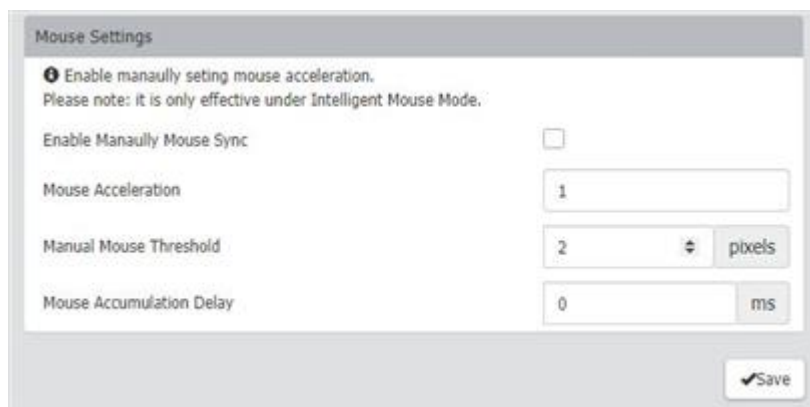 Mouse Settings
Enable manaully seting mouse acceleration.
Please note: it is only effective under Intelligent Mouse Mode.
Enable Manaully Mouse Sync
Mouse Acceleration 1
Manual Mouse Threshold 2 pixels
Mouse Accumulation Delay 0 ms
Save